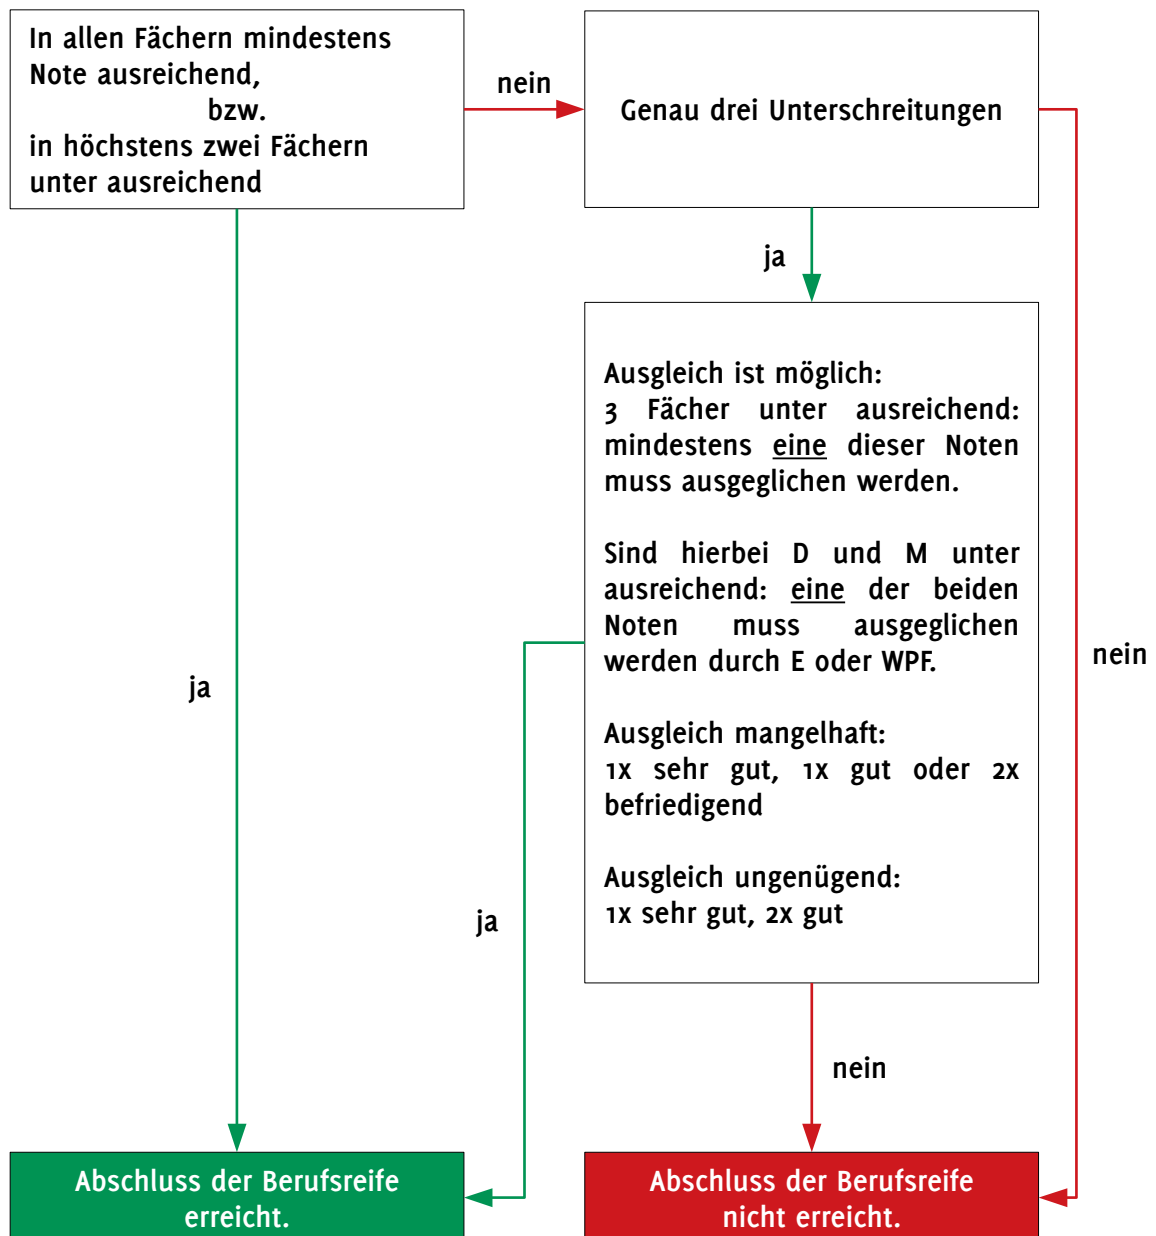 In allen Fächern mindestens
Note ausreichend,
bzw.
in höchstens zwei Fächern
unter ausreichend
nein
Genau drei Unterschreitungen
ja
Ausgleich ist möglich:
3 Fächer unter ausreichend:
mindestens eine dieser Noten
muss ausgeglichen werden.
Sind hierbei D und M unter
ausreichend: eine der beiden
Noten muss ausgeglichen
werden durch E oder WPF.
Ausgleich mangelhaft:
1x sehr gut, 1x gut oder 2x
befriedigend
Ausgleich ungenügend:
1x sehr gut, 2x gut
nein
ja
ja
nein
Abschluss der Berufsreife
erreicht.
Abschluss der Berufsreife
nicht erreicht.